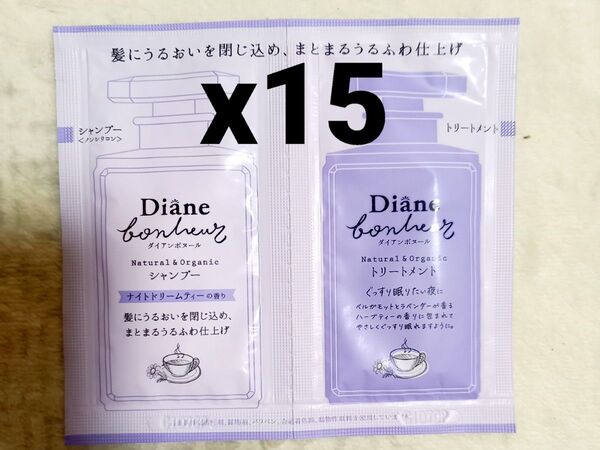 髪にうるおいを閉じ込め、まとまるうるふわ仕上げ
x15
シャンプー
<ノンシリコン>
Diane
bonheur
ダイアンボヌール
Natural & Organic
シャンプー
ナイトドリームティーの香り
髪にうるおいを閉じ込め、
まとまるうるふわ仕上げ
トリートメント
Diane
bonheur
ダイアンボヌール
Natural & Organic
トリートメント
ぐっすり眠りたい夜に
ベルガモットとラベンダーが香る
ハーブティーの香りに包まれて
やさしくぐっすり眠れますように。